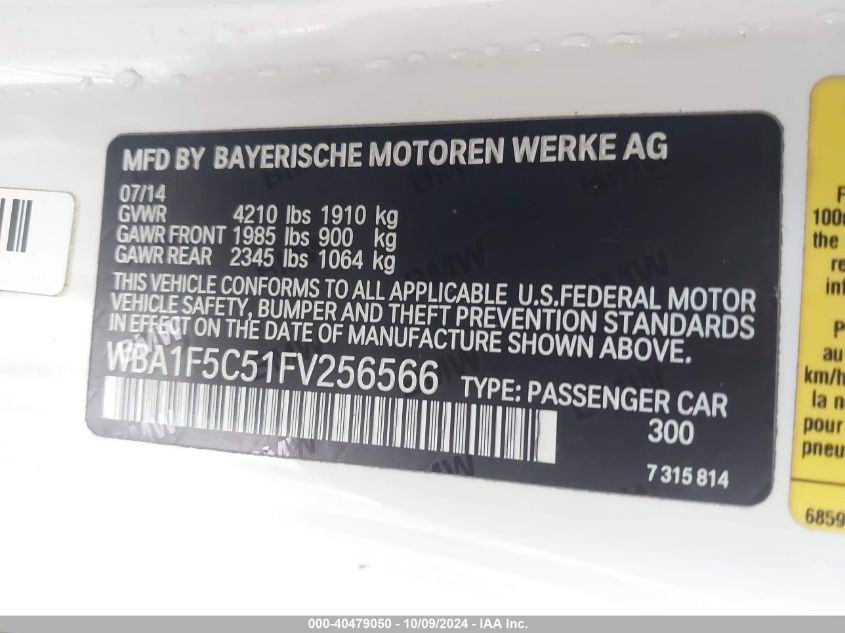 MFD BY BAYERISCHE MOTOREN WERKE AG
07/14
GVWR 4210 lbs 1910 kg
GAWR FRONT 1985 lbs 900 kg
GAWR REAR 2345 lbs 1064 kg
THIS VEHICLE CONFORMS TO ALL APPLICABLE U.S.FEDERAL MOTOR
VEHICLE SAFETY, BUMPER AND THEFT PREVENTION STANDARDS
IN EFFECT ON THE DATE OF MANUFACTURE SHOWN ABOVE.
WBA1F5C51FV256566 TYPE: PASSENGER CAR
300
7 315 814
100
the
re
inf
P
au
km/h
la n
pour
pneu
6859
000-40479050 - 10/09/2024 - IAA Inc.